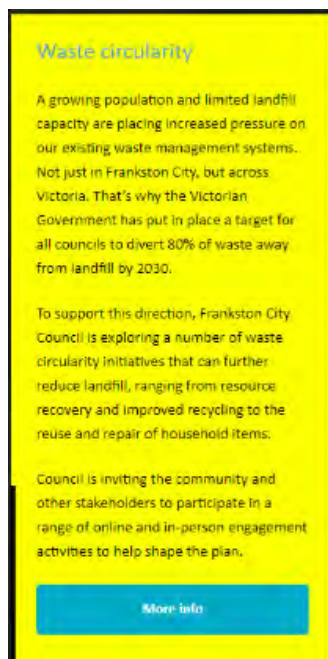 Waste circularity
A growing population and limited landfill
capacity are placing increased pressure on
our existing waste management systems.
Not just in Frankston City, but across
Victoria. That's why the Victorian
Government has put in place a target for
all councils to divert 80% of waste away
from landfill by 2030.
To support this direction, Frankston City
Council is exploring a number of waste
circularity initiatives that can further
reduce landfill, ranging from resource
recovery and improved recycling to the
reuse and repair of household items.
Council is inviting the community and
other stakeholders to participate in a
range of online and in-person engagement
activities to help shape the plan.
More info